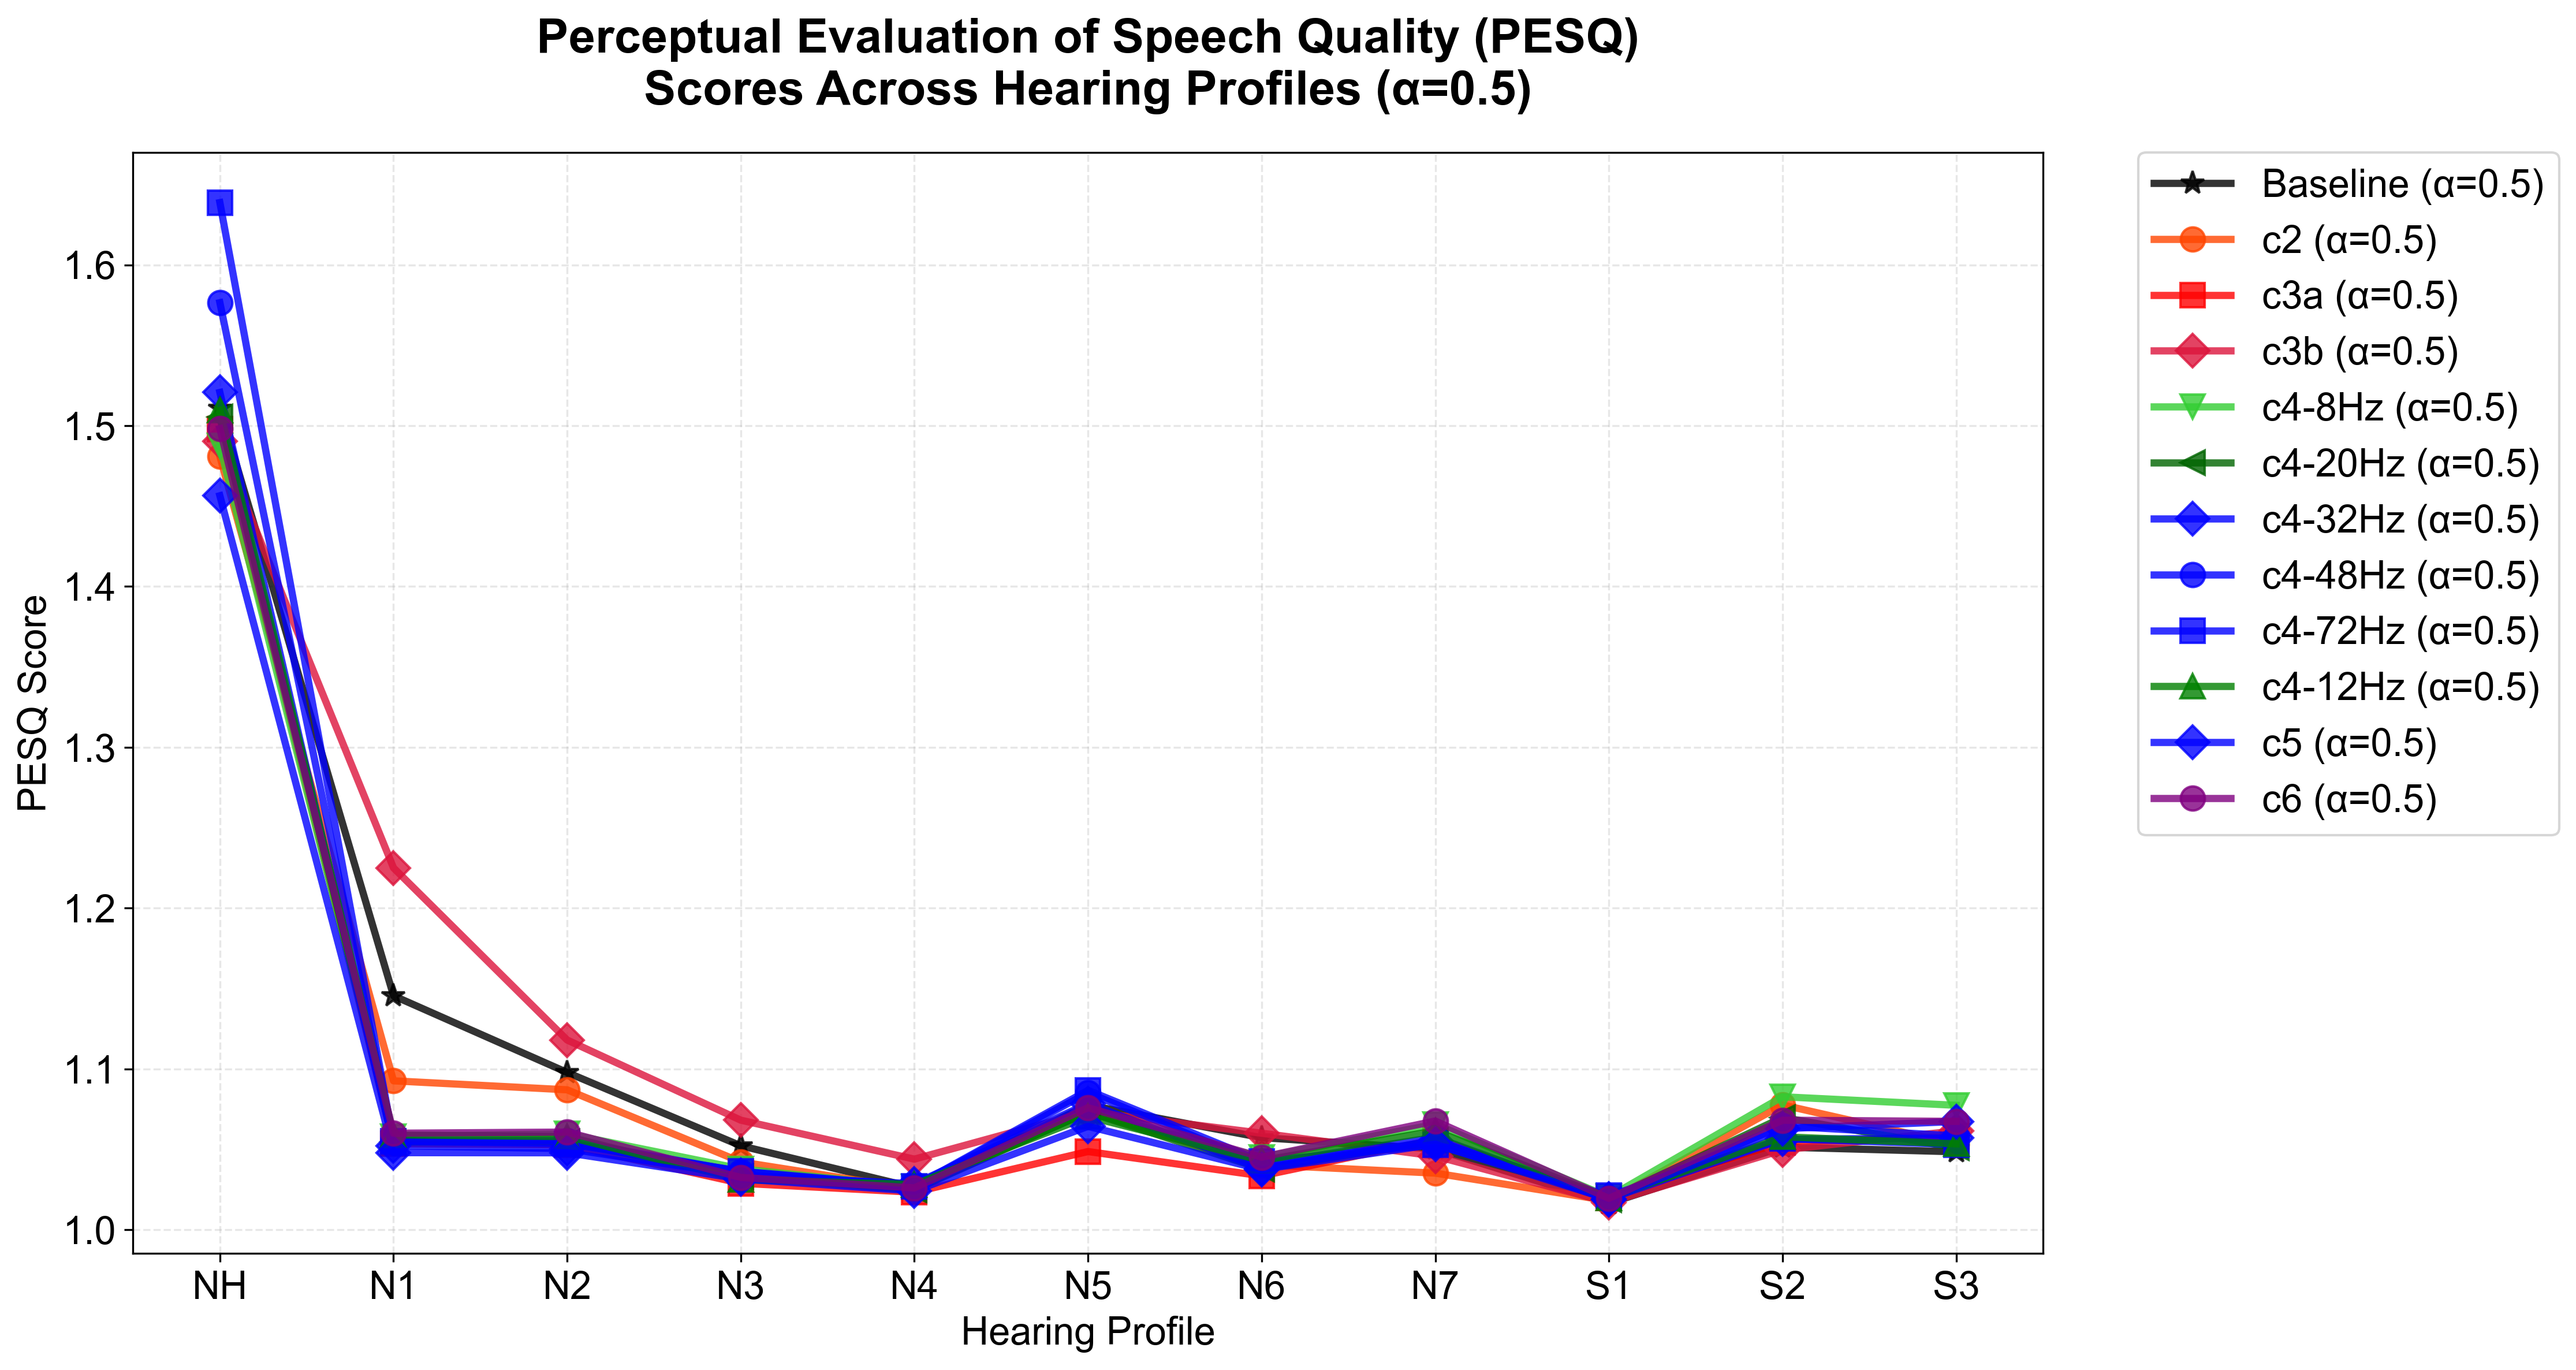 Perceptual Evaluation of Speech Quality (PESQ)
Scores Across Hearing Profiles (α=0.5)
PESQ Score
1.6
1.5
1.4
1.3
1.2
1.1
1.0
NH
N1
N2
N3
N4
N5
N6
N7
S1
S2
S3
Hearing Profile
Baseline (α=0.5)
c2 (α=0.5)
c3a (α=0.5)
c3b (α=0.5)
c4-8Hz (α=0.5)
c4-20Hz (α=0.5)
c4-32Hz (α=0.5)
c4-48Hz (α=0.5)
c4-72Hz (α=0.5)
c4-12Hz (α=0.5)
c5 (α=0.5)
c6 (α=0.5)